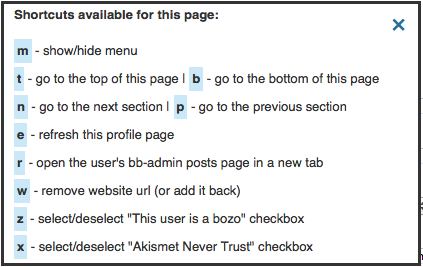 Shortcuts available for this page:
m - show/hide menu
t - go to the top of this page | b - go to the bottom of this page
n - go to the next section | p - go to the previous section
e - refresh this profile page
r - open the user's bb-admin posts page in a new tab
w - remove website url (or add it back)
z - select/deselect "This user is a bozo" checkbox
x - select/deselect "Akismet Never Trust" checkbox